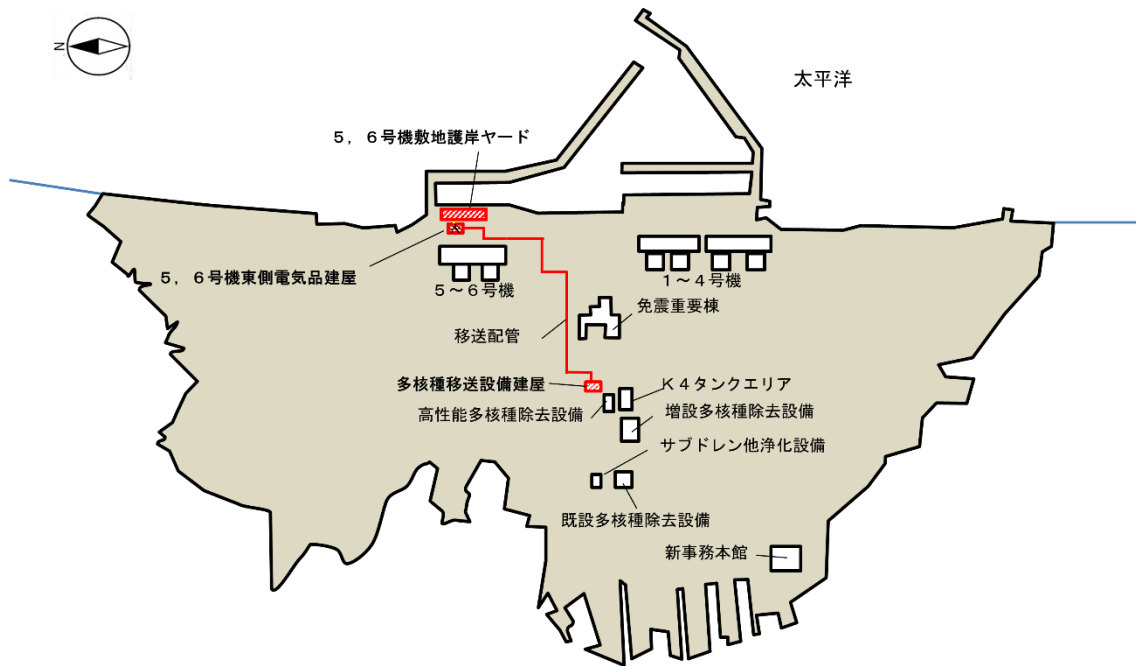 N
太平洋
5，6号機敷地護岸ヤード
5，6号機東側電気品建屋
5～6号機
1～4号機
免震重要棟
移送配管
多核種移送設備建屋
K4タンクエリア
高性能多核種除去設備
増設多核種除去設備
サブドレン他浄化設備
既設多核種除去設備
新事務本館